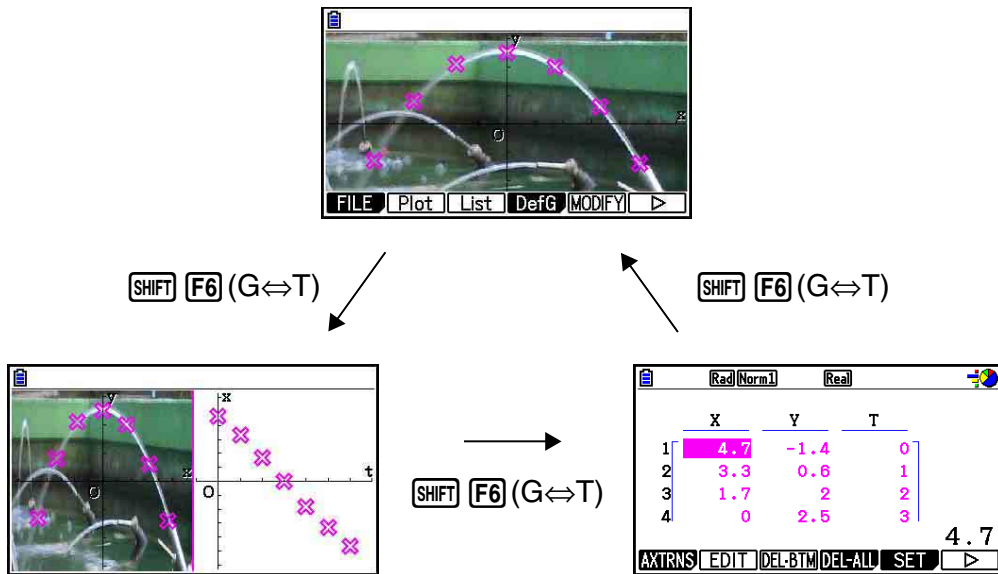 y
x
O
FILE Plot List DefG MODIFY ▷
SHIFT F6 (G⇔T)
SHIFT F6 (G⇔T)
y
x
O
x
t
O
SHIFT F6 (G⇔T)
Rad Norm1 Real
X Y T
1 4.7 -1.4 0
2 3.3 0.6 1
3 1.7 2 2
4 0 2.5 3
4.7
AXTRNS EDIT DEL•BTM DEL-ALL SET ▷